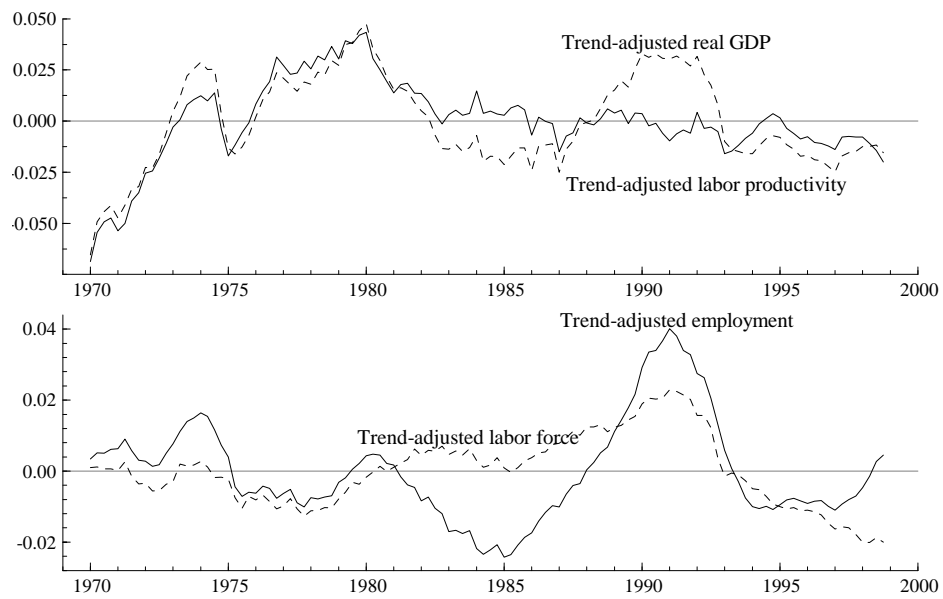 0.050
Trend-adjusted real GDP
0.025
0.000
-0.025
Trend-adjusted labor productivity
-0.050
1970 1975 1980 1985 1990 1995 2000
Trend-adjusted employment
0.04
0.02
Trend-adjusted labor force
0.00
-0.02
1970 1975 1980 1985 1990 1995 2000